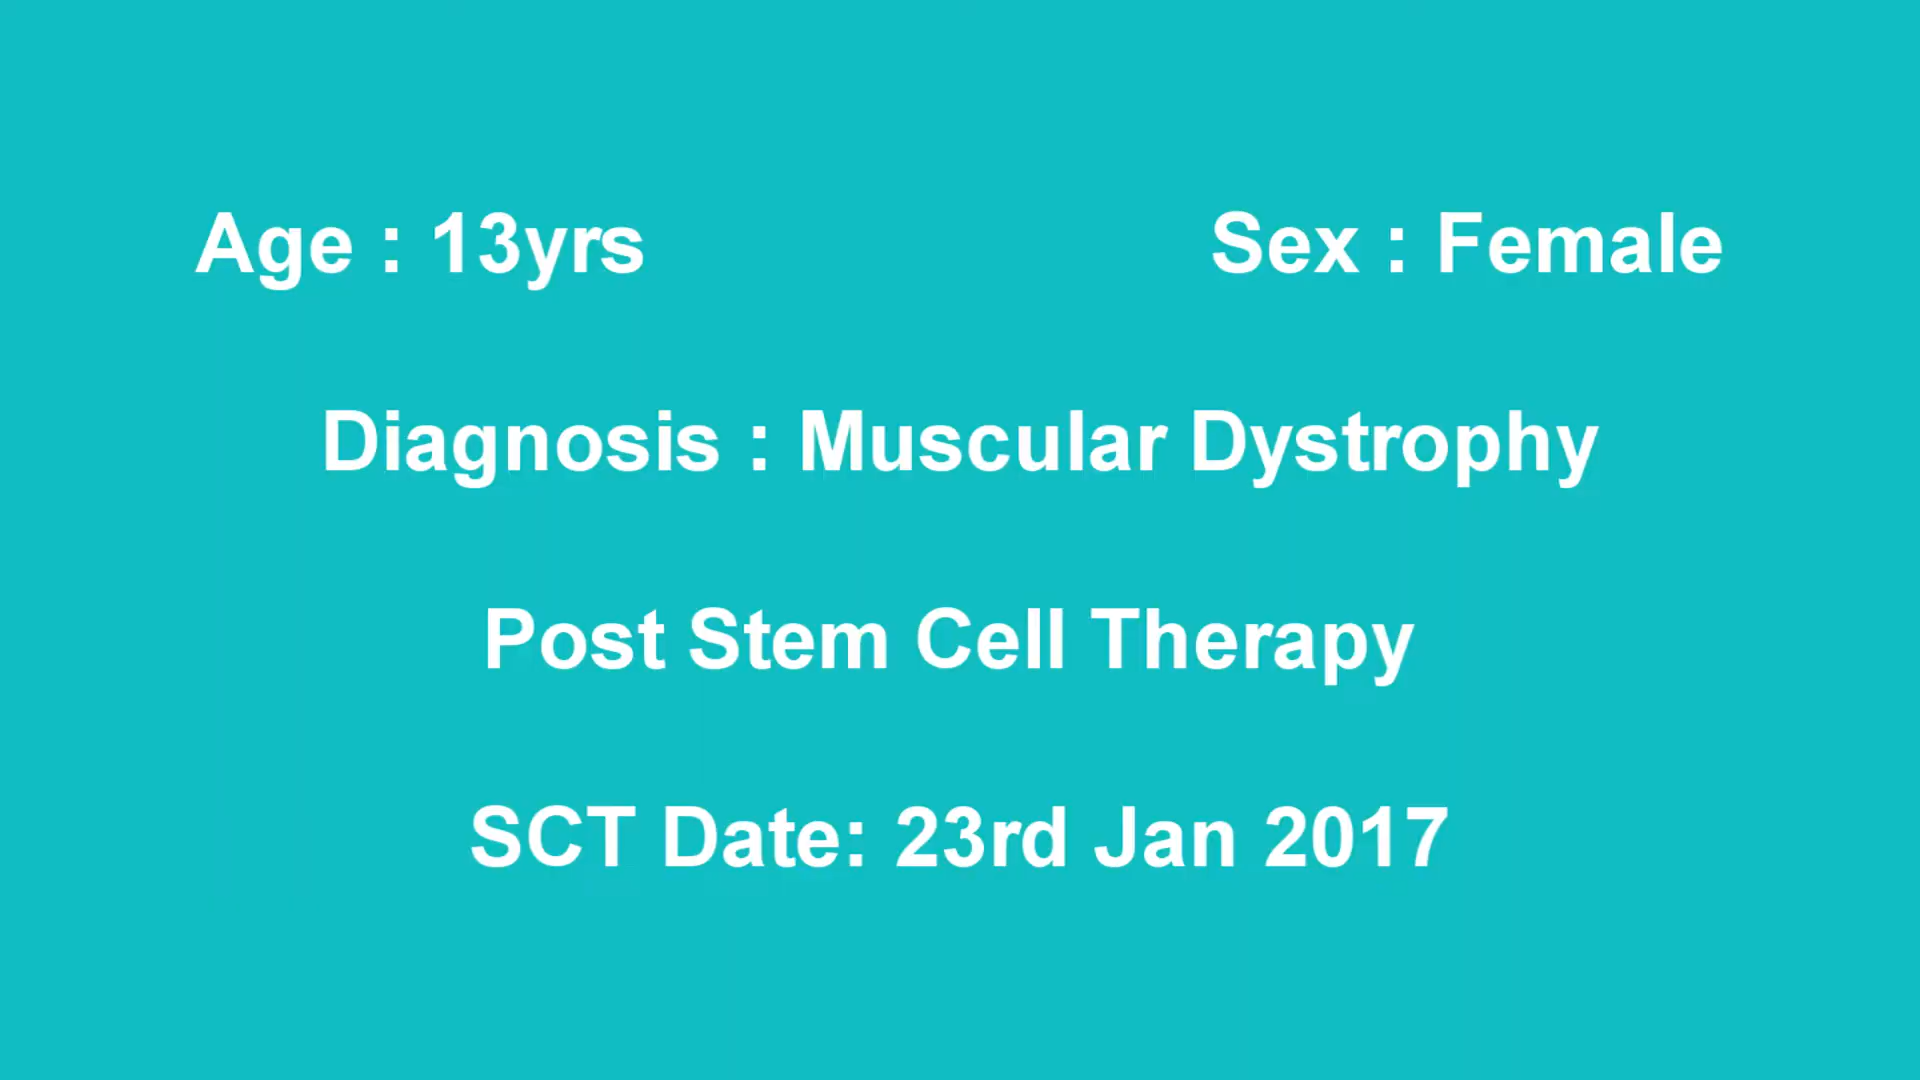 Age : 13yrs Sex : Female
Diagnosis : Muscular Dystrophy
Post Stem Cell Therapy
SCT Date: 23rd Jan 2017